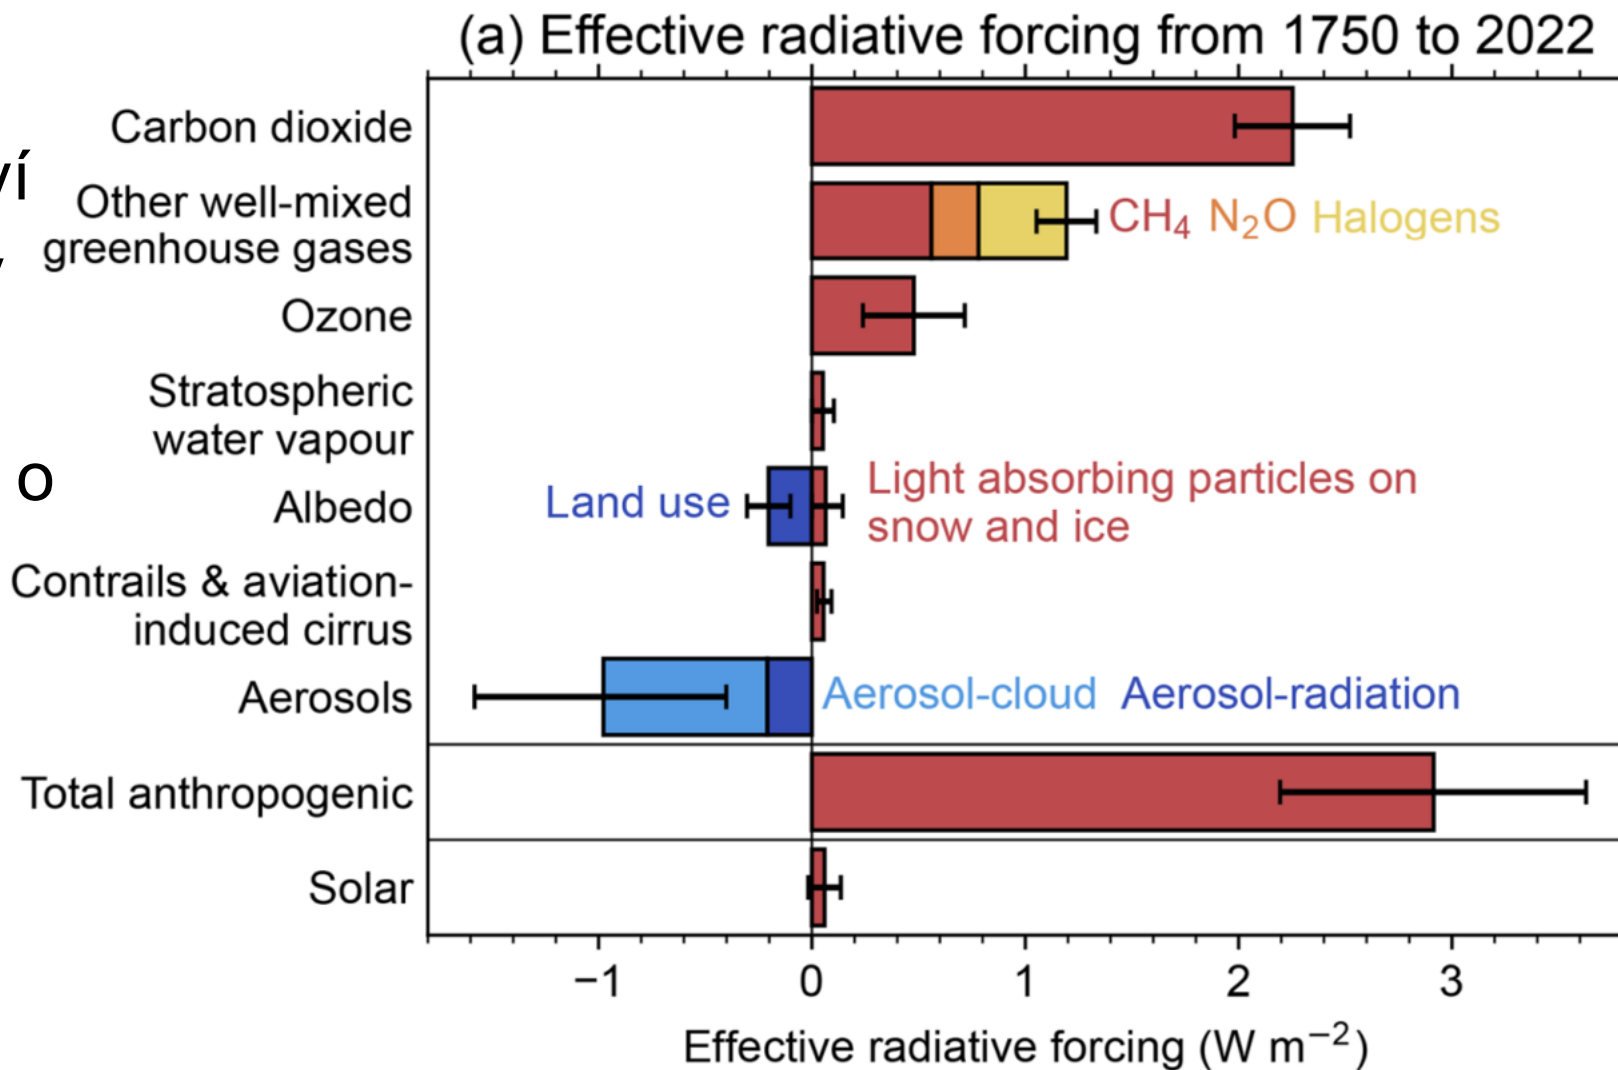 (a) Effective radiative forcing from 1750 to 2022
Carbon dioxide
ví
Other well-mixed
greenhouse gases
CH₄ N₂O Halogens
Ozone
Stratospheric
water vapour
o
Albedo
Land use
Light absorbing particles on
snow and ice
Contrails & aviation-
induced cirrus
Aerosols
Aerosol-cloud Aerosol-radiation
Total anthropogenic
Solar
−1 0 1 2 3
Effective radiative forcing (W m⁻²)